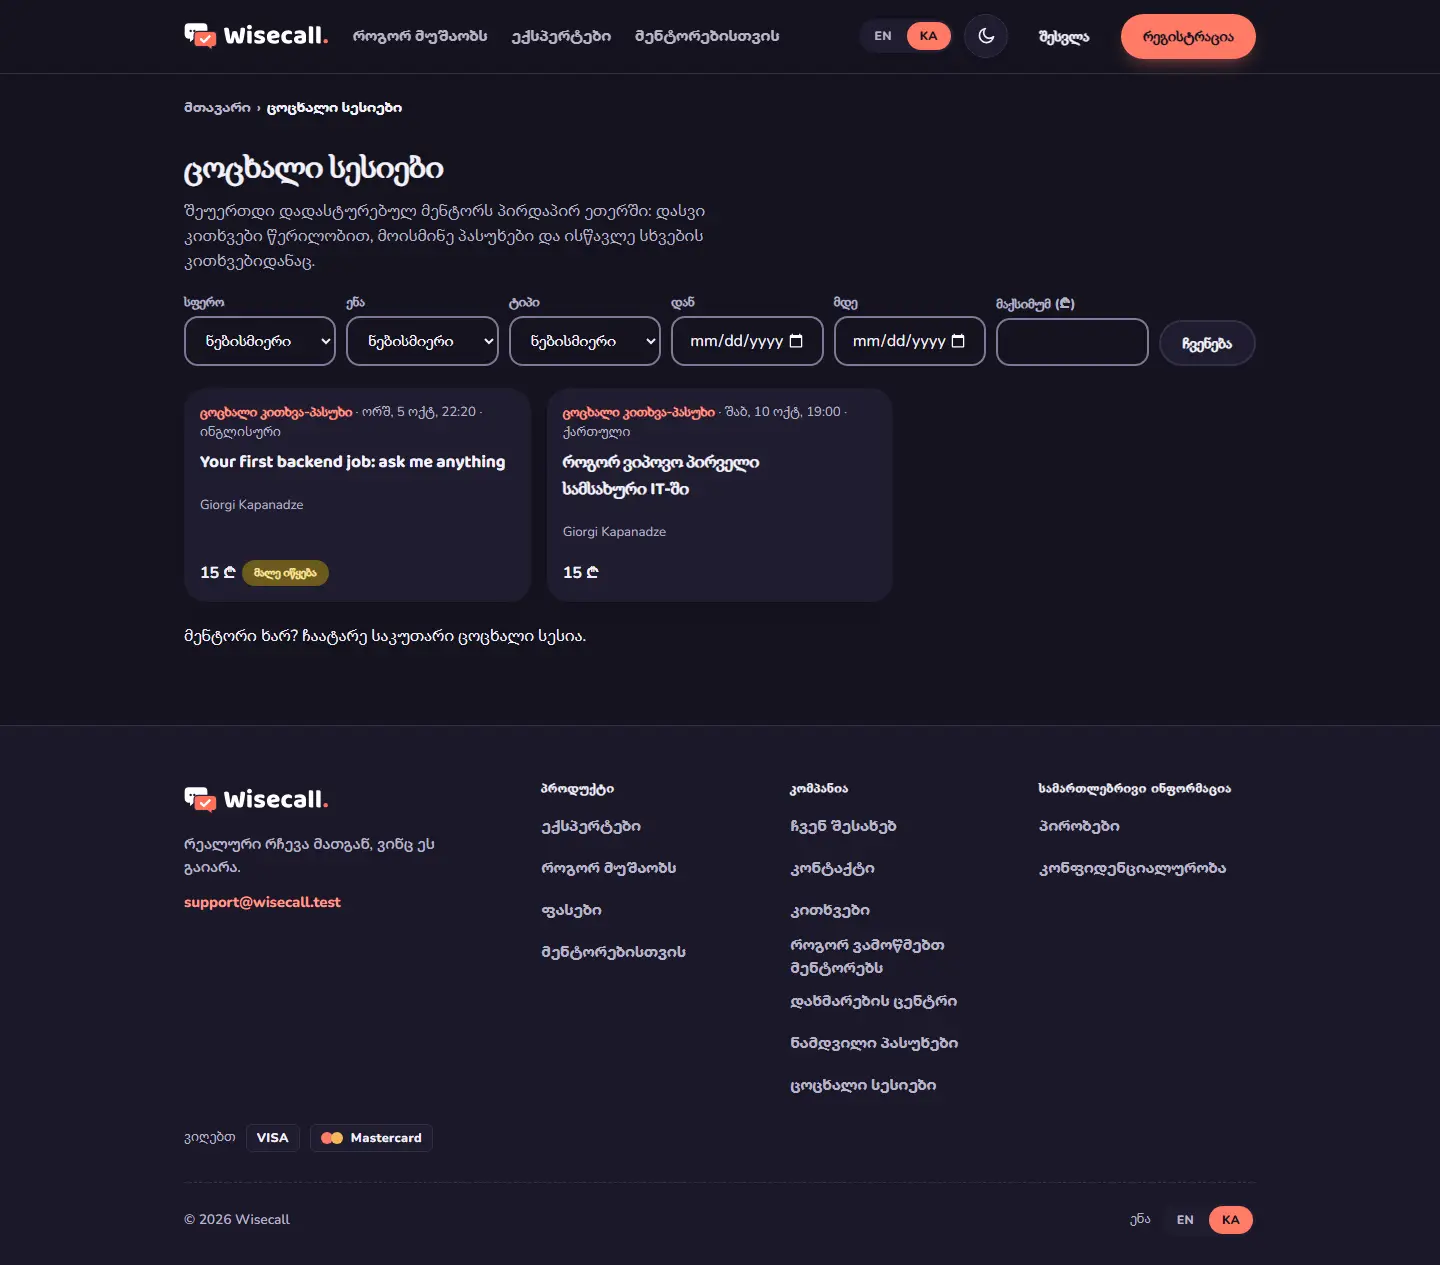 Wisecall.
როგორ მუშაობს
ექსპერტები
მენტორებისთვის
EN
KA
შესვლა
რეგისტრაცია
მთავარი › ცოცხალი სესიები
ცოცხალი სესიები
შეუერთდი დადასტურებულ მენტორს პირდაპირ ეთერში: დასვი
კითხვები წერილობით, მოისმინე პასუხები და ისწავლე სხვების
კითხვებიდანაც.
სფერო
ენა
ტიპი
დან
მდე
მაქსიმუმ (₾)
ნებისმიერი
ნებისმიერი
ნებისმიერი
mm/dd/yyyy
mm/dd/yyyy
ჩვენება
ცოცხალი კითხვა-პასუხი · ორშ, 5 ოქტ, 22:20 ·
ინგლისური
Your first backend job: ask me anything
Giorgi Kapanadze
15 ₾
მალე იწყება
ცოცხალი კითხვა-პასუხი · შაბ, 10 ოქტ, 19:00 ·
ქართული
როგორ ვიპოვო პირველი
სამსახური IT-ში
Giorgi Kapanadze
15 ₾
მენტორი ხარ? ჩაატარე საკუთარი ცოცხალი სესია.
Wisecall.
რეალური რჩევა მათგან, ვინც ეს
გაიარა.
support@wisecall.test
პროდუქტი
ექსპერტები
როგორ მუშაობს
ფასები
მენტორებისთვის
კომპანია
ჩვენ შესახებ
კონტაქტი
კითხვები
როგორ ვამოწმებთ
მენტორებს
დახმარების ცენტრი
ნამდვილი პასუხები
ცოცხალი სესიები
სამართლებრივი ინფორმაცია
პირობები
კონფიდენციალურობა
ვიღებთ
VISA
Mastercard
© 2026 Wisecall
ენა
EN
KA